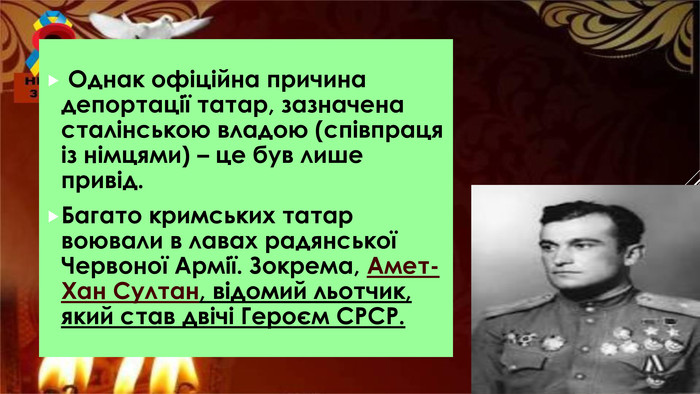 Однак офіційна причина
депортації татар, зазначена
сталінською владою (співпраця
із німцями) – це був лише
привід.
Багато кримських татар
воювали в лавах радянської
Червоної Армії. Зокрема, Амет-
Хан Султан, відомий льотчик,
який став двічі Героєм СРСР.